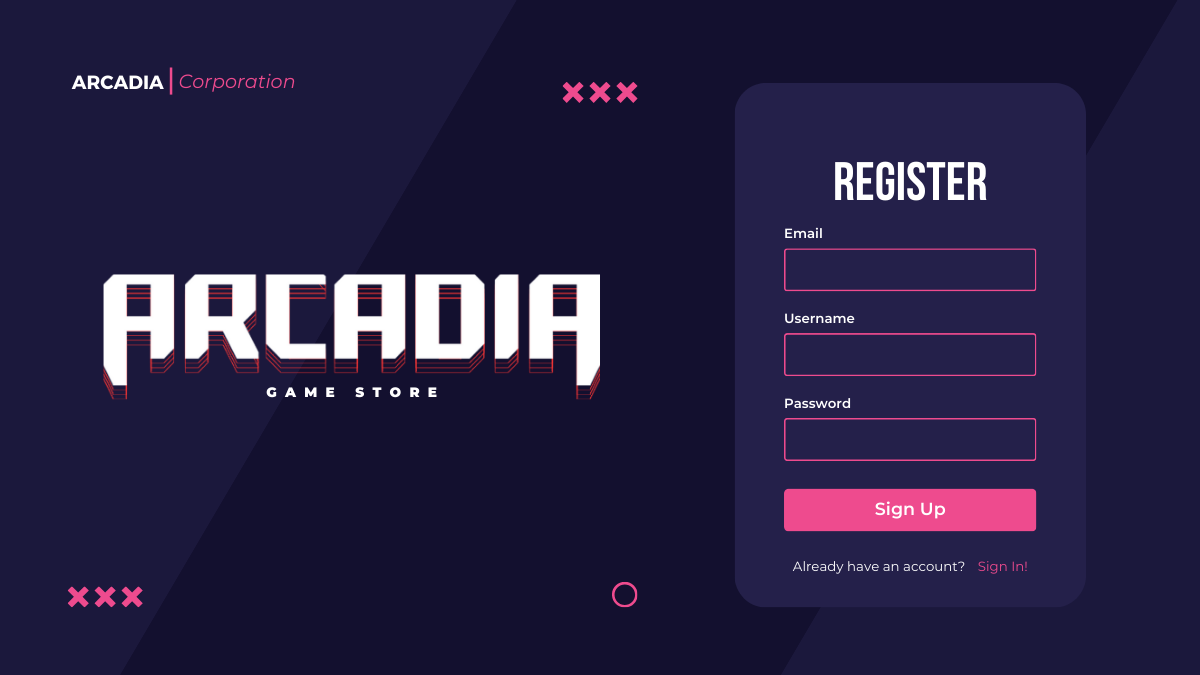 ARCADIA | Corporation
ARCADIA
GAME STORE
REGISTER
Email
Username
Password
Sign Up
Already have an account? Sign In!